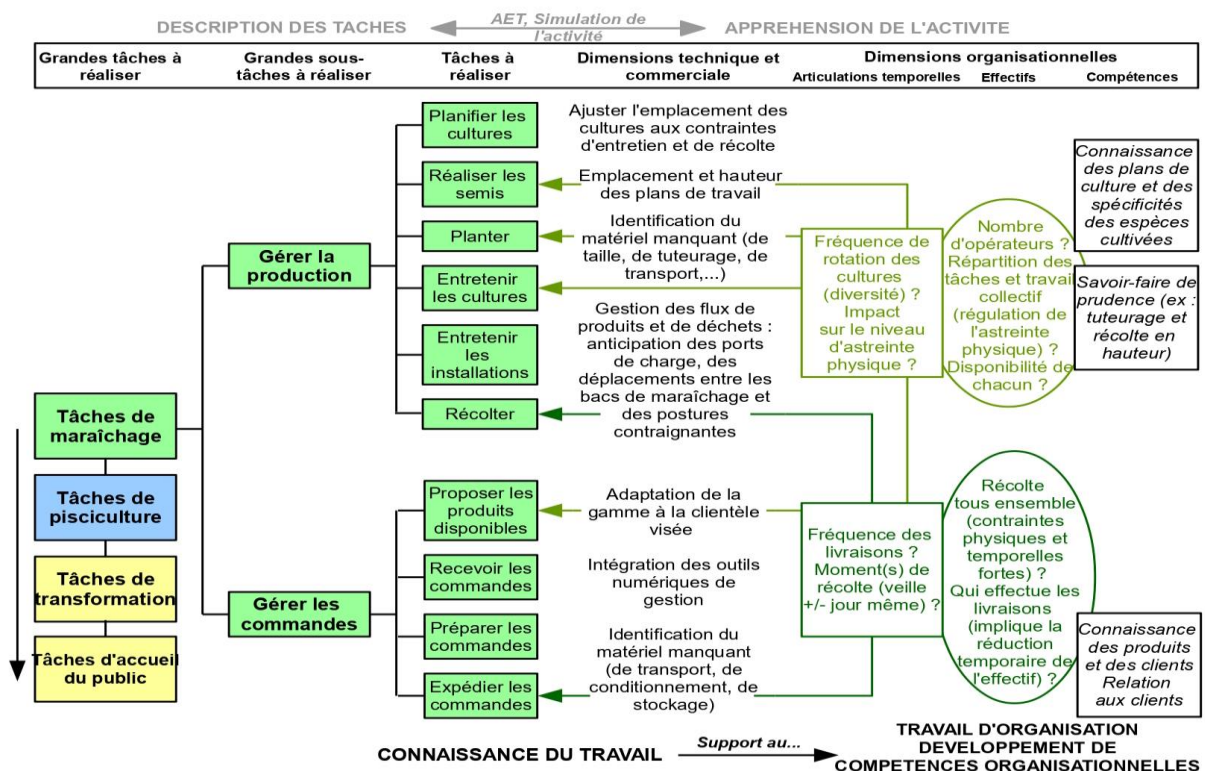 DESCRIPTION DES TACHES
AET, Simulation de
l'activité
APPREHENSION DE L'ACTIVITE
Grandes tâches à
réaliser
Grandes sous-
tâches à réaliser
Tâches à
réaliser
Dimensions technique et
commerciale
Dimensions organisationnelles
Articulations temporelles
Effectifs
Compétences
Tâches de
maraîchage
Tâches de
pisciculture
Tâches de
transformation
Tâches d'accueil
du public
Gérer la
production
Gérer les
commandes
Planifier les
cultures
Réaliser les
semis
Planter
Entretenir
les cultures
Entretenir
les
installations
Récolter
Proposer les
produits
disponibles
Recevoir les
commandes
Préparer les
commandes
Expédier les
commandes
Ajuster l'emplacement des
cultures aux contraintes
d'entretien et de récolte
Emplacement et hauteur
des plans de travail
Identification du
matériel manquant (de
taille, de tuteurage, de
transport,...)
Gestion des flux de
produits et de déchets :
anticipation des ports
de charge, des
déplacements entre les
bacs de maraîchage et
des postures
contraignantes
Adaptation de la
gamme à la clientèle
visée
Intégration des outils
numériques de
gestion
Identification du
matériel manquant
(de transport, de
conditionnement, de
stockage)
Fréquence de
rotation des
cultures
(diversité) ?
Impact
sur le niveau
d'astreinte
physique ?
Fréquence des
livraisons ?
Moment(s) de
récolte (veille
+/- jour même) ?
Nombre
d'opérateurs ?
Répartition des
tâches et travail
collectif
(régulation de
l'astreinte
physique) ?
Disponibilité de
chacun ?
Récolte
tous ensemble
(contraintes
physiques et
temporelles
fortes) ?
Qui effectue les
livraisons
(implique la
réduction
temporaire de
l'effectif) ?
Connaissance
des plans de
culture et des
spécificités
des espèces
cultivées
Savoir-faire de
prudence (ex :
tuteurage et
récolte en
hauteur)
Connaissance
des produits
et des clients
Relation
aux clients
CONNAISSANCE DU TRAVAIL
Support au...
TRAVAIL D'ORGANISATION
DEVELOPPEMENT DE
COMPETENCES ORGANISATIONNELLES